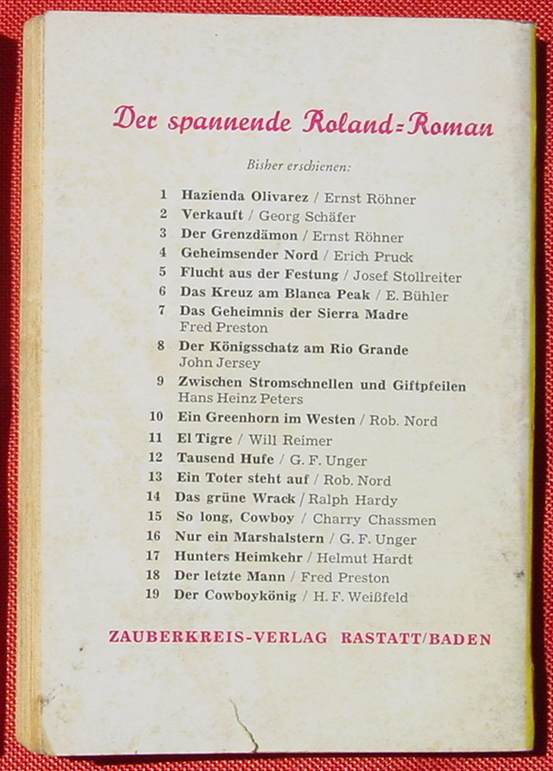 Der spannende Roland=Roman
Bisher erschienen:
1 Hazienda Olivarez / Ernst Röhner
2 Verkauft / Georg Schäfer
3 Der Grenzdämon / Ernst Röhner
4 Geheimsender Nord / Erich Pruck
5 Flucht aus der Festung / Josef Stollreiter
6 Das Kreuz am Blanca Peak / E. Bühler
7 Das Geheimnis der Sierra Madre
Fred Preston
8 Der Königsschatz am Rio Grande
John Jersey
9 Zwischen Stromschnellen und Giftpfeilen
Hans Heinz Peters
10 Ein Greenhorn im Westen / Rob. Nord
11 El Tigre / Will Reimer
12 Tausend Hufe / G. F. Unger
13 Ein Toter steht auf / Rob. Nord
14 Das grüne Wrack / Ralph Hardy
15 So long, Cowboy / Charry Chassmen
16 Nur ein Marshalstern / G. F. Unger
17 Hunters Heimkehr / Helmut Hardt
18 Der letzte Mann / Fred Preston
19 Der Cowboykönig / H. F. Weißfeld
ZAUBERKREIS-VERLAG RASTATT/BADEN